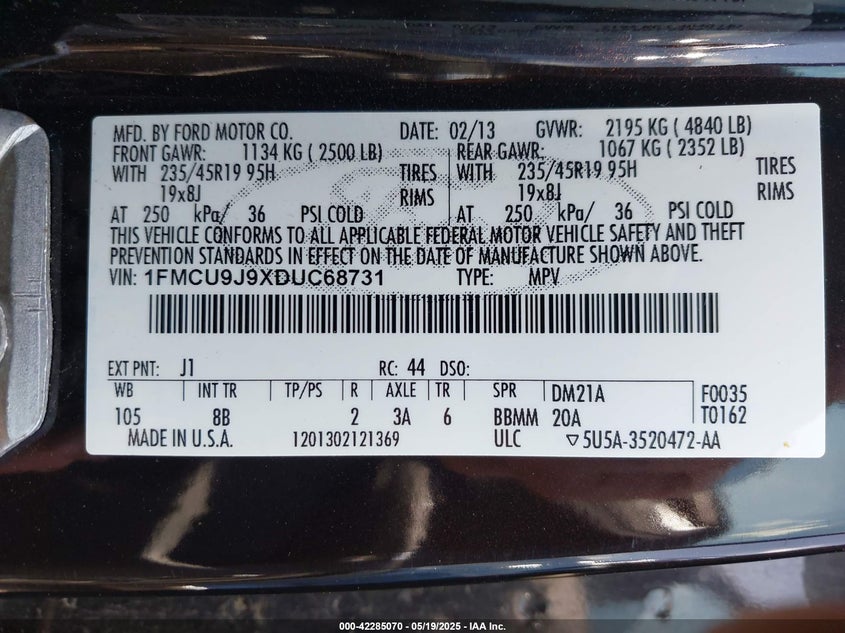 MFD. BY FORD MOTOR CO. DATE: 02/13 GVWR: 2195 KG ( 4840 LB)
FRONT GAWR: 1134 KG ( 2500 LB) REAR GAWR: 1067 KG ( 2352 LB)
WITH 235/45R19 95H TIRES WITH 235/45R19 95H TIRES
19x8J RIMS 19x8J RIMS
AT 250 kPa/ 36 PSI COLD AT 250 kPa/ 36 PSI COLD
THIS VEHICLE CONFORMS TO ALL APPLICABLE FEDERAL MOTOR VEHICLE SAFETY AND THEFT
PREVENTION STANDARDS IN EFFECT ON THE DATE OF MANUFACTURE SHOWN ABOVE.
VIN: 1FMCU9J9XDUC68731 TYPE: MPV
EXT PNT: J1 RC: 44 DSO:
WB INT TR TP/PS R AXLE TR SPR DM21A F0035
105 8B 2 3A 6 BBMM 20A T0162
MADE IN U.S.A. 1201302121369 ULC ▽5U5A-3520472-AA
000-42285070 - 05/19/2025 - IAA Inc.